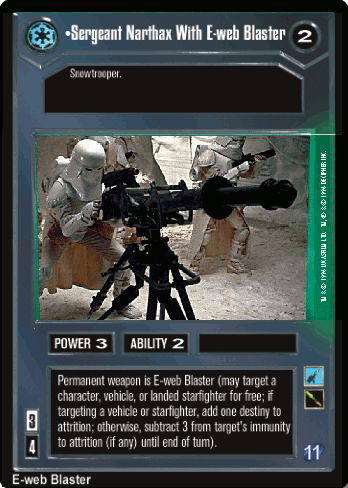 •Sergeant Narthax With E-web Blaster
2
Snowtrooper.
POWER 3
ABILITY 2
Permanent weapon is E-web Blaster (may target a
character, vehicle, or landed starfighter for free; if
targeting a vehicle or starfighter, add one destiny to
attrition; otherwise, subtract 3 from target's immunity
to attrition (if any) until end of turn).
3
4
11
E-web Blaster